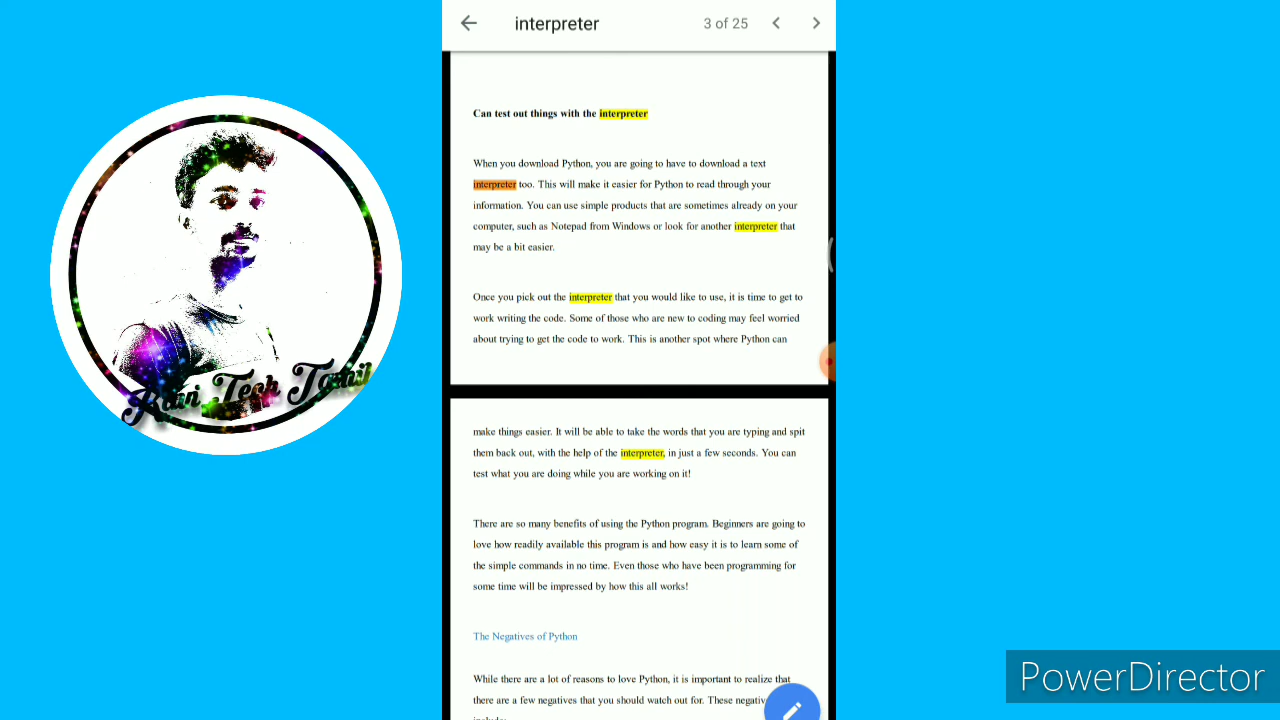 interpreter
3 of 25
Can test out things with the interpreter
When you download Python, you are going to have to download a text
interpreter too. This will make it easier for Python to read through your
information. You can use simple products that are sometimes already on your
computer, such as Notepad from Windows or look for another interpreter that
may be a bit easier.
Once you pick out the interpreter that you would like to use, it is time to get to
work writing the code. Some of those who are new to coding may feel worried
about trying to get the code to work. This is another spot where Python can
make things easier. It will be able to take the words that you are typing and spit
them back out, with the help of the interpreter, in just a few seconds. You can
test what you are doing while you are working on it!
There are so many benefits of using the Python program. Beginners are going to
love how readily available this program is and how easy it is to learn some of
the simple commands in no time. Even those who have been programming for
some time will be impressed by how this all works!
The Negatives of Python
While there are a lot of reasons to love Python, it is important to realize that
there are a few negatives that you should watch out for. These
Tech Tamil
PowerDirector